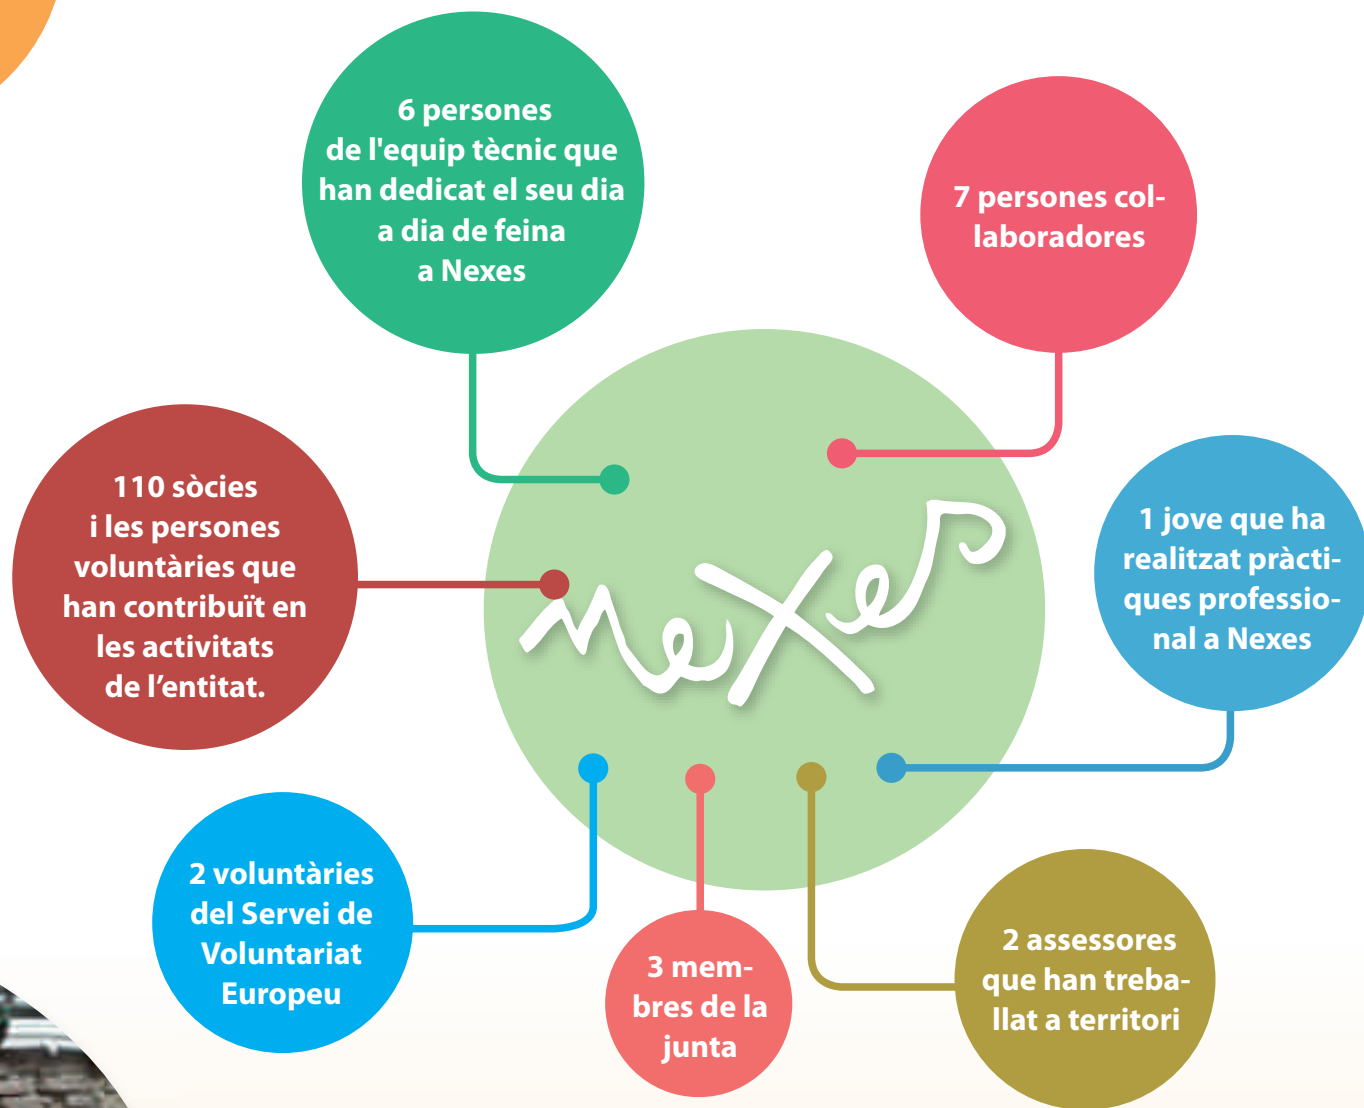 6 persones
de l'equip tècnic que
han dedicat el seu dia
a dia de feina
a Nexes
7 persones col-
laboradores
110 sòcies
i les persones
voluntàries que
han contribuït en
les activitats
de l’entitat.
nexes
1 jove que ha
realitzat pràcti-
ques professio-
nal a Nexes
2 voluntàries
del Servei de
Voluntariat
Europeu
3 mem-
bres de la
junta
2 assessores
que han treba-
llat a territori